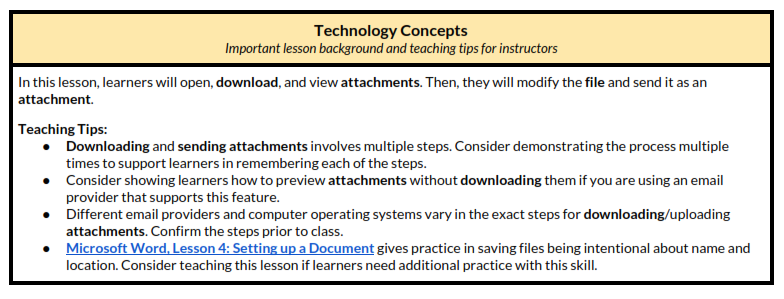 Technology Concepts
Important lesson background and teaching tips for instructors
In this lesson, learners will open, download, and view attachments. Then, they will modify the file and send it as an
attachment.
Teaching Tips:
● Downloading and sending attachments involves multiple steps. Consider demonstrating the process multiple
times to support learners in remembering each of the steps.
● Consider showing learners how to preview attachments without downloading them if you are using an email
provider that supports this feature.
● Different email providers and computer operating systems vary in the exact steps for downloading/uploading
attachments. Confirm the steps prior to class.
● Microsoft Word, Lesson 4: Setting up a Document gives practice in saving files being intentional about name and
location. Consider teaching this lesson if learners need additional practice with this skill.